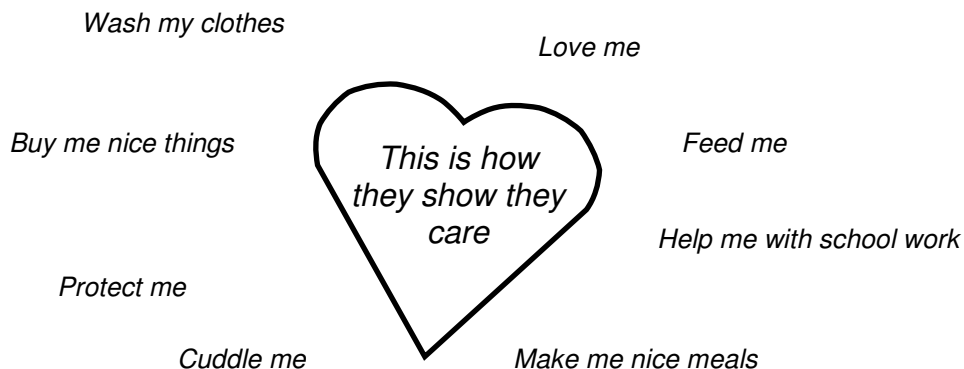 Wash my clothes
Love me
Buy me nice things
This is how
they show they
care
Feed me
Help me with school work
Protect me
Cuddle me
Make me nice meals